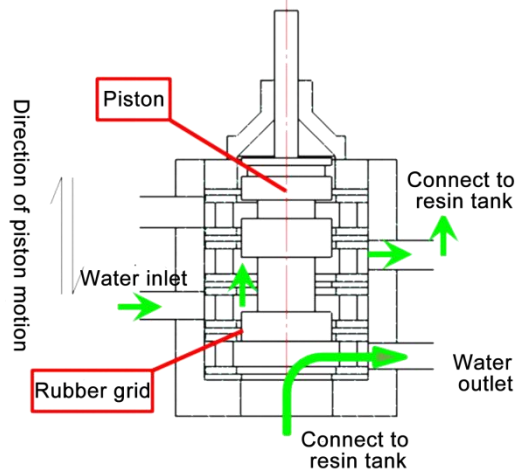 Piston
Direction of piston motion
Connect to
resin tank
Water inlet
Rubber grid
Water
outlet
Connect to
resin tank